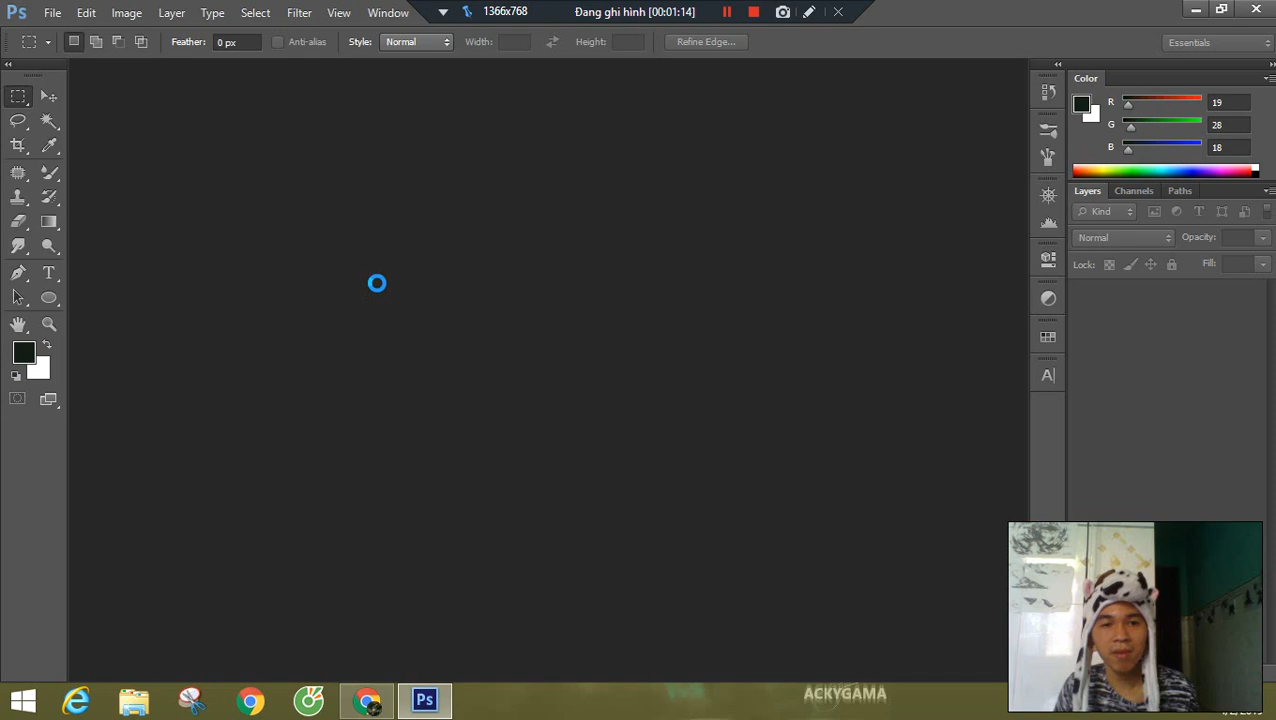 Ps File Edit Image Layer Type Select Filter View Window 1366x768 Đang ghi hình [00:01:14]
Feather: 0 px Anti-alias Style: Normal Width: Height: Refine Edge... Essentials
Color
R 19
G 28
B 18
Layers Channels Paths
Kind T
Normal Opacity:
Lock: Fill:
T
A
Ps
ACKYGAMA